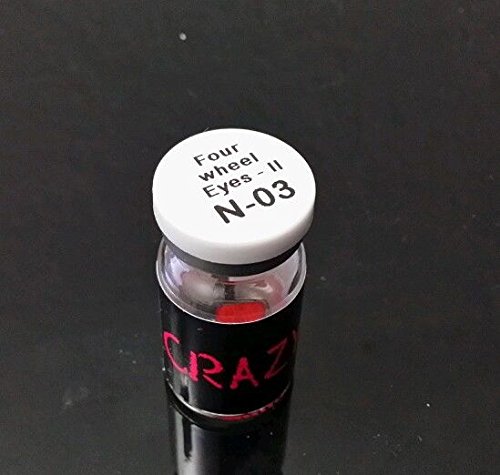 Four
wheel
Eyes - II
N-03
CRAZY